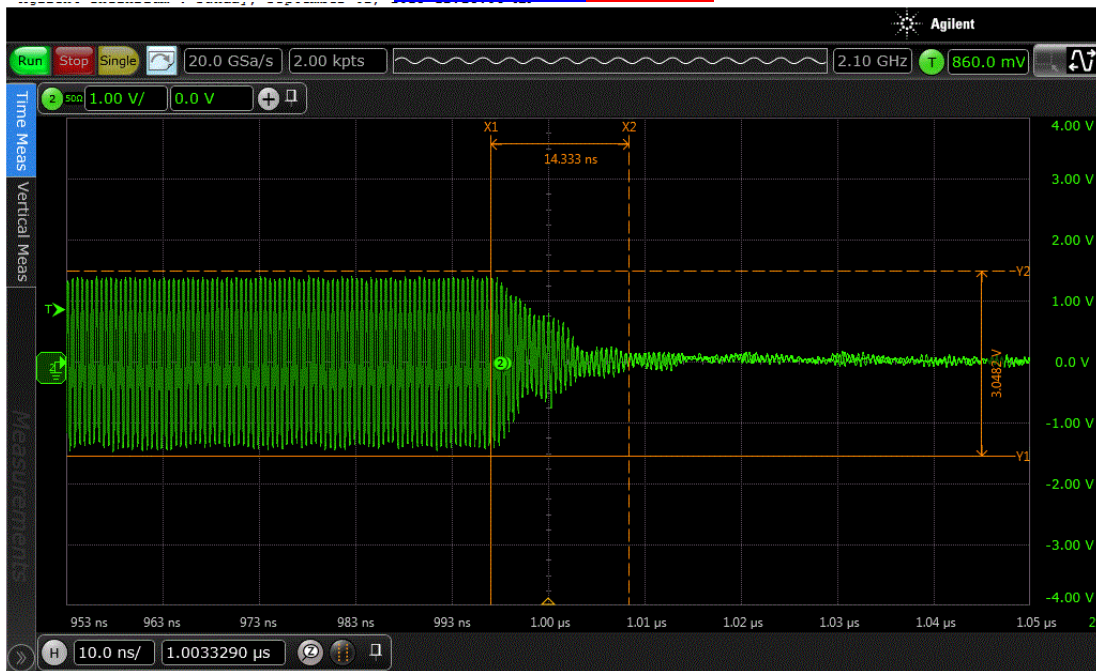 Agilent
Run Stop Single 20.0 GSa/s 2.00 kpts 2.10 GHz T 860.0 mV
2 50Ω 1.00 V/ 0.0 V
Time Meas
Vertical Meas
Measurements
X1 X2
14.333 ns
4.00 V
3.00 V
2.00 V
Y2
1.00 V
T
2 2 0.0 V
3.0482 V
-1.00 V
Y1
-2.00 V
-3.00 V
-4.00 V
953 ns 963 ns 973 ns 983 ns 993 ns 1.00 µs 1.01 µs 1.02 µs 1.03 µs 1.04 µs 1.05 µs 2
H 10.0 ns/ 1.0033290 µs